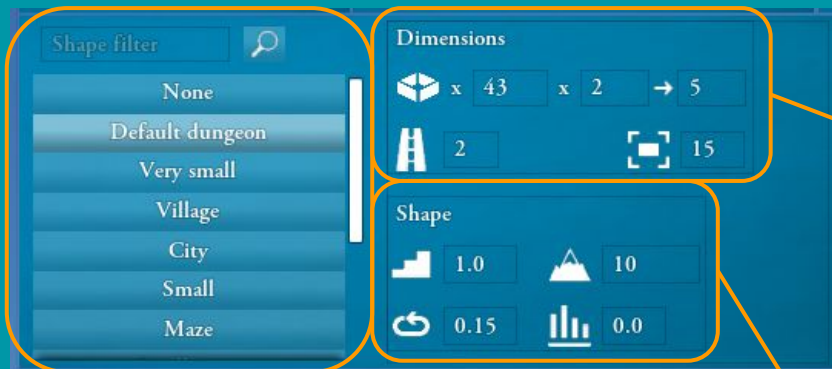 Shape filter
None
Default dungeon
Very small
Village
City
Small
Maze
Dimensions
x 43 x 2 → 5
2 15
Shape
1.0 10
0.15 0.0